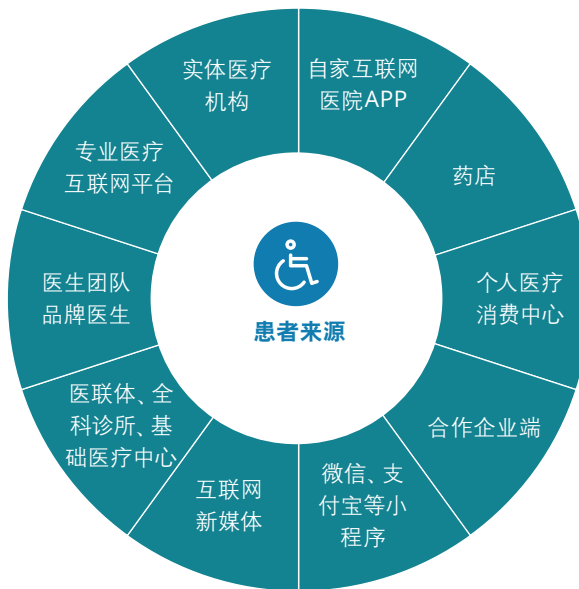 实体医疗
机构
自家互联网
医院APP
药店
个人医疗
消费中心
合作企业端
微信、支
付宝等小
程序
互联网
新媒体
医联体、全
科诊所、基
础医疗中心
医生团队
品牌医生
专业医疗
互联网平台
患者来源